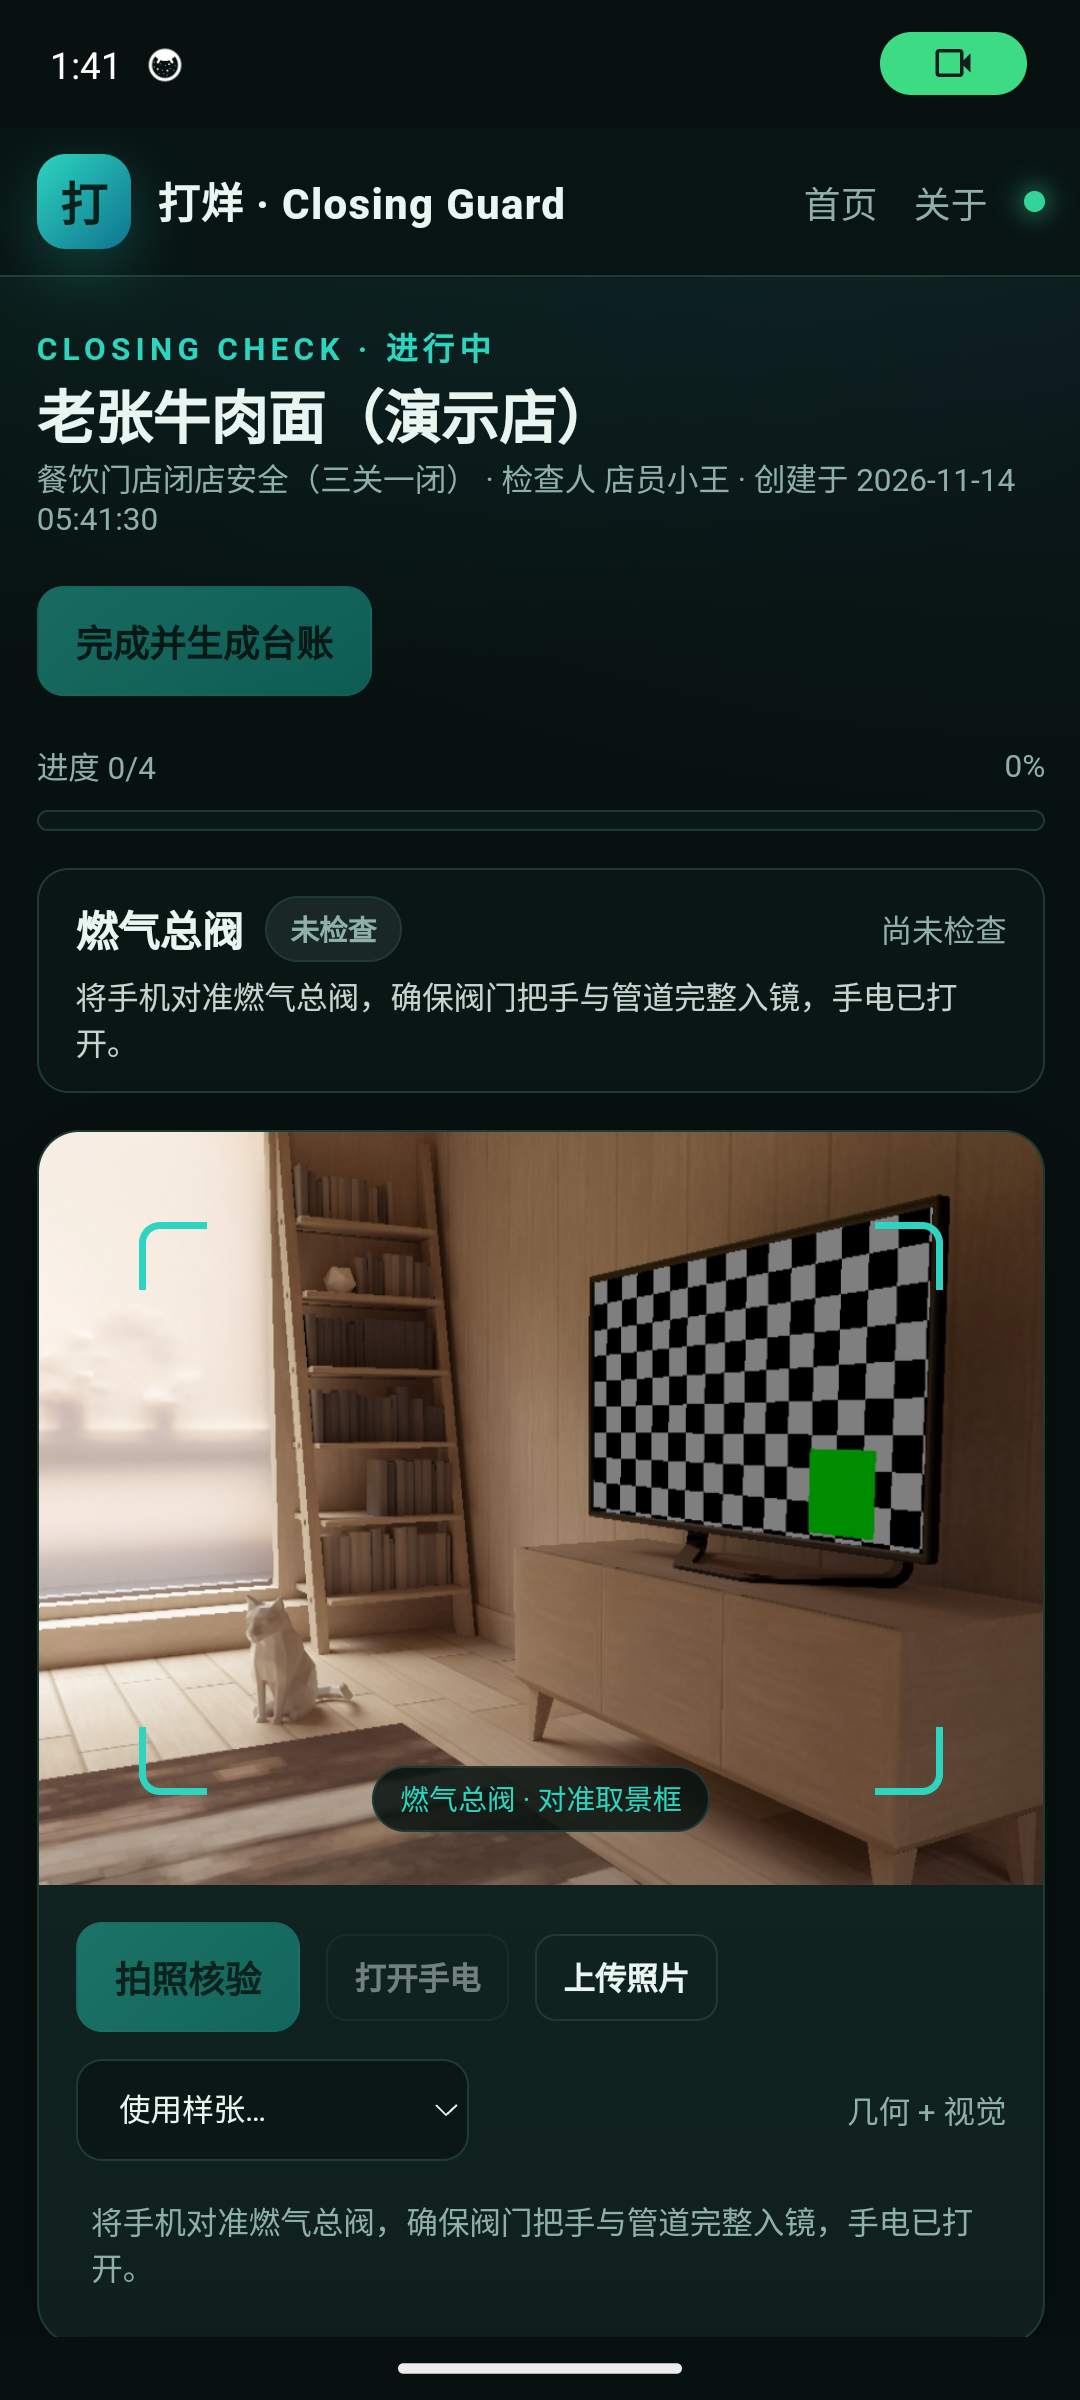 1:41
打
打烊 · Closing Guard
首页
关于
CLOSING CHECK · 进行中
老张牛肉面（演示店）
餐饮门店闭店安全（三关一闭） · 检查人 店员小王 · 创建于 2026-11-14
05:41:30
完成并生成台账
进度 0/4
0%
燃气总阀
未检查
尚未检查
将手机对准燃气总阀，确保阀门把手与管道完整入镜，手电已打
开。
燃气总阀 · 对准取景框
拍照核验
打开手电
上传照片
使用样张…
几何 + 视觉
将手机对准燃气总阀，确保阀门把手与管道完整入镜，手电已打
开。